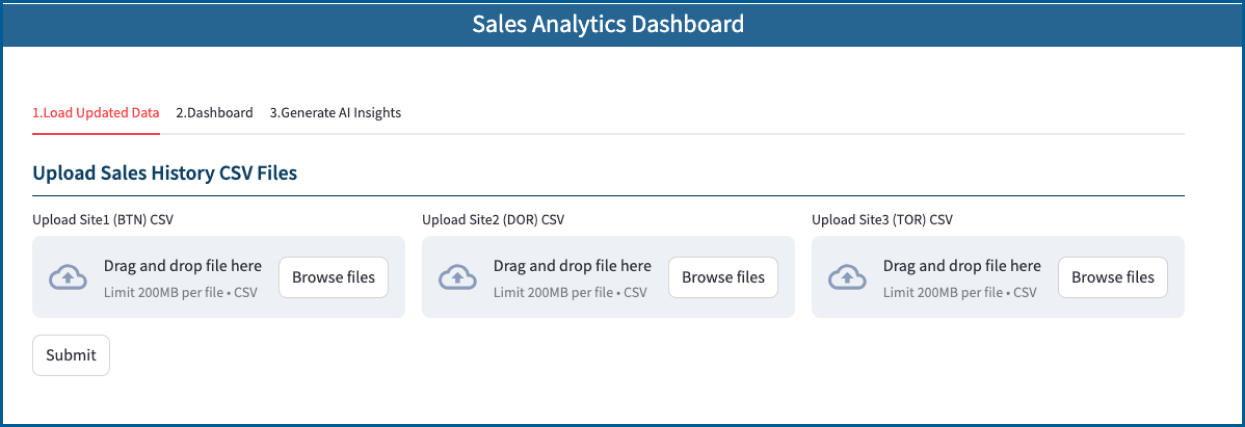 Sales Analytics Dashboard
1.Load Updated Data 2.Dashboard 3.Generate AI Insights
Upload Sales History CSV Files
Upload Site1 (BTN) CSV Upload Site2 (DOR) CSV Upload Site3 (TOR) CSV
Drag and drop file here Browse files Drag and drop file here Browse files Drag and drop file here Browse files
Limit 200MB per file • CSV Limit 200MB per file • CSV Limit 200MB per file • CSV
Submit